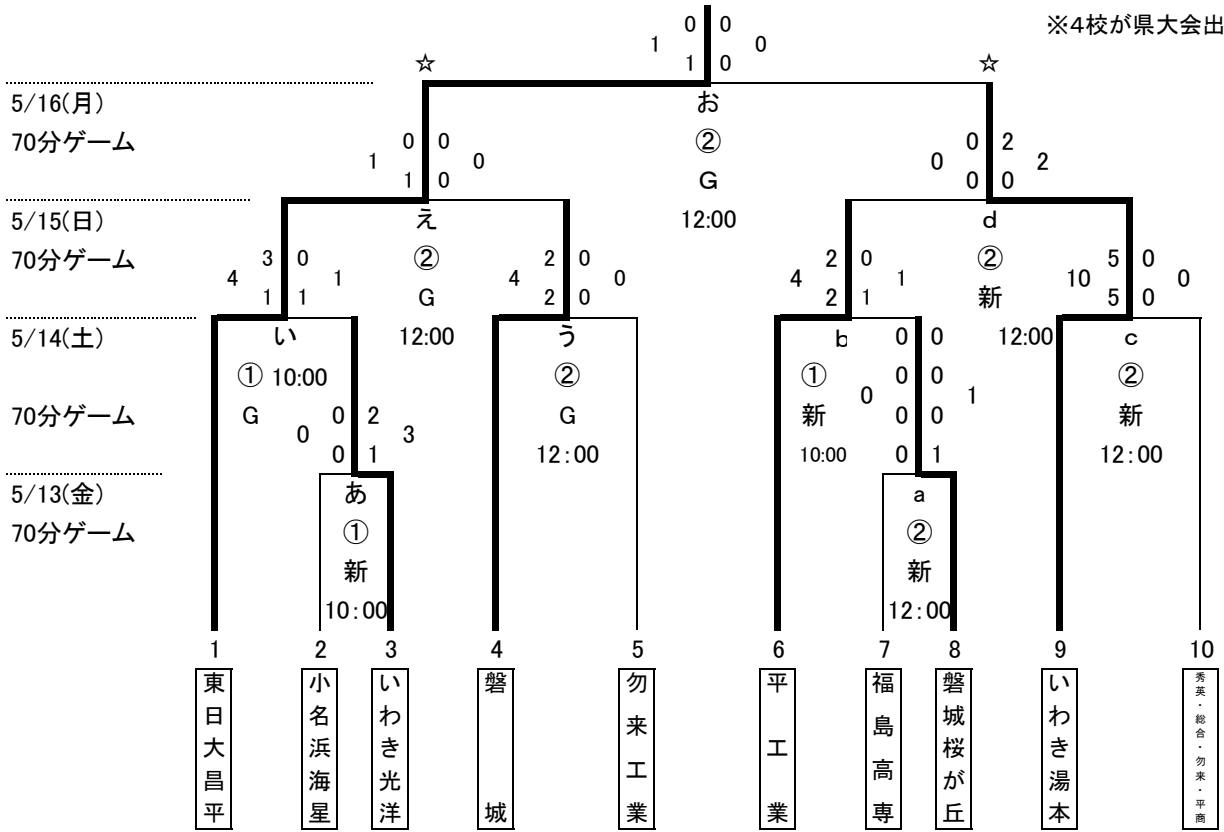 ※4校が県大会出
0 0
1 0
1 0
☆ ☆
5/16(月)
70分ゲーム
お
②
G
12:00
0 0
1 0
1 0
0 2
0 2
0 0
5/15(日)
70分ゲーム
え
②
G
12:00
d
②
新
12:00
3 0
4 1
1 1
2 0
4 0
2 0
2 0
4 1
2 1
5 0
10 0
5 0
5/14(土)
70分ゲーム
い
① 10:00
G
う
②
G
12:00
b
①
新
10:00
c
②
新
12:00
0 2
0 3
0 1
0 0
0 0
0 1
0 0
0 1
5/13(金)
70分ゲーム
あ
①
新
10:00
a
②
新
12:00
1 2 3 4 5 6 7 8 9 10
東日大昌平
小名浜海星
いわき光洋
磐城
勿来工業
平工業
福島高専
磐城桜が丘
いわき湯本
秀英・総合・勿来・平商